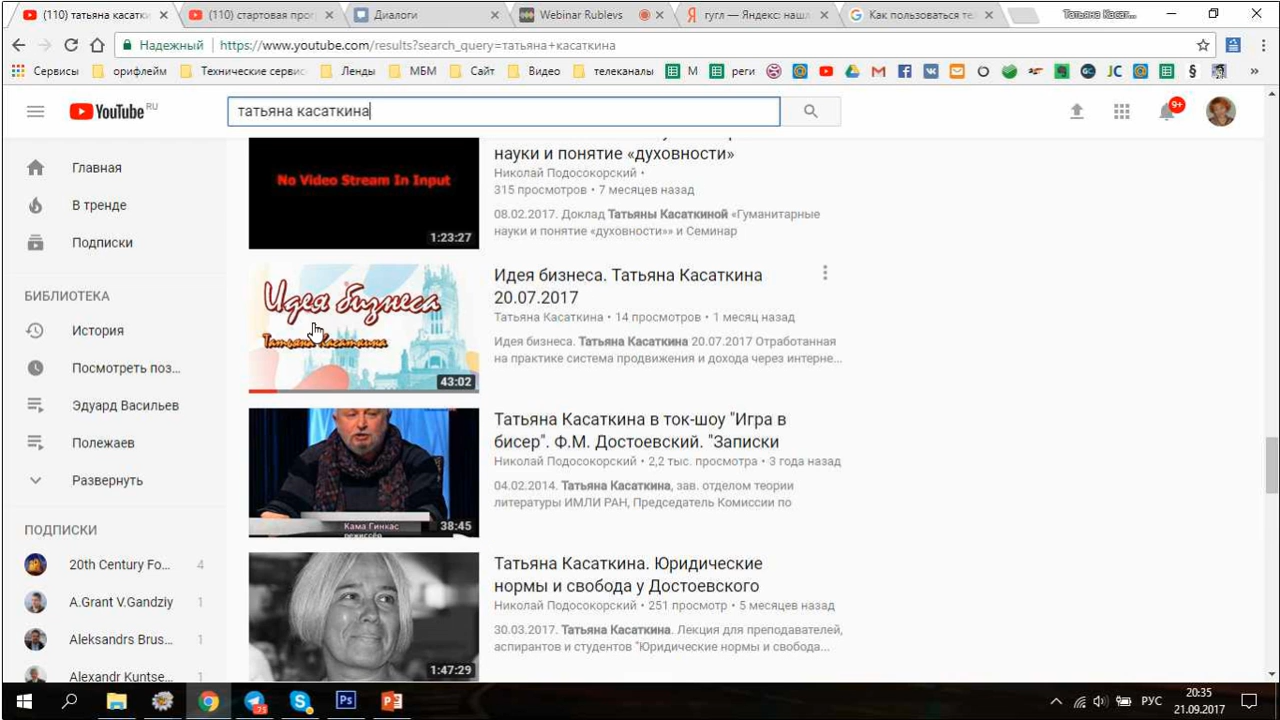 (110) татьяна касатк
(110) стартовая прог
Диалоги
Webinar Rublevs
гугл — Яндекс: наш
Как пользоваться те
Татьяна Касат...
Надежный
https://www.youtube.com/results?search_query=татьяна+касаткина
Сервисы
орифлейм
Технические сервис
Ленды
МБМ
Сайт
Видео
телеканалы
М
реги
YouTube RU
татьяна касаткина
9+
Главная
В тренде
Подписки
БИБЛИОТЕКА
История
Посмотреть поз...
Эдуард Васильев
Полежаев
Развернуть
ПОДПИСКИ
20th Century Fo... 4
A.Grant V.Gandziy 1
Aleksandrs Brus... 1
Alexandr Kuntse...
No Video Stream In Input
1:23:27
науки и понятие «духовности»
Николай Подосокорский •
315 просмотров • 7 месяцев назад
08.02.2017. Доклад Татьяны Касаткиной «Гуманитарные
науки и понятие «духовности»» и Семинар
Идея бизнеса
Татьяна Касаткина
43:02
Идея бизнеса. Татьяна Касаткина
20.07.2017
Татьяна Касаткина • 14 просмотров • 1 месяц назад
Идея бизнеса. Татьяна Касаткина 20.07.2017 Отработанная
на практике система продвижения и дохода через интерне...
Кама Гинкас
режиссёр
38:45
Татьяна Касаткина в ток-шоу "Игра в
бисер". Ф.М. Достоевский. "Записки
Николай Подосокорский • 2,2 тыс. просмотра • 3 года назад
04.02.2014. Татьяна Касаткина, зав. отделом теории
литературы ИМЛИ РАН, Председатель Комиссии по
1:47:29
Татьяна Касаткина. Юридические
нормы и свобода у Достоевского
Николай Подосокорский • 251 просмотр • 5 месяцев назад
30.03.2017. Татьяна Касаткина. Лекция для преподавателей,
аспирантов и студентов "Юридические нормы и свобода...
Ps
РУС
20:35
21.09.2017